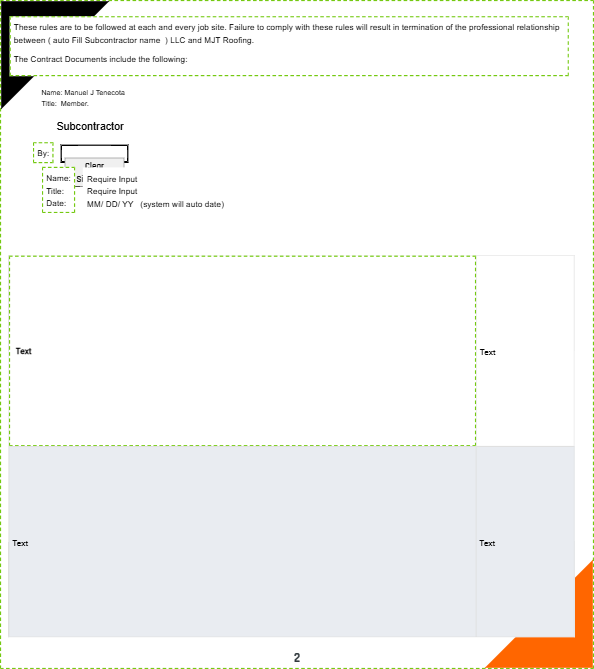 These rules are to be followed at each and every job site. Failure to comply with these rules will result in termination of the professional relationship
between ( auto Fill Subcontractor name ) LLC and MJT Roofing.
The Contract Documents include the following:
Name: Manuel J Tenecota
Title: Member.
Subcontractor
By:
Clear
Name: Si Require Input
Title: Require Input
Date: MM/ DD/ YY (system will auto date)
Text Text
Text Text
2